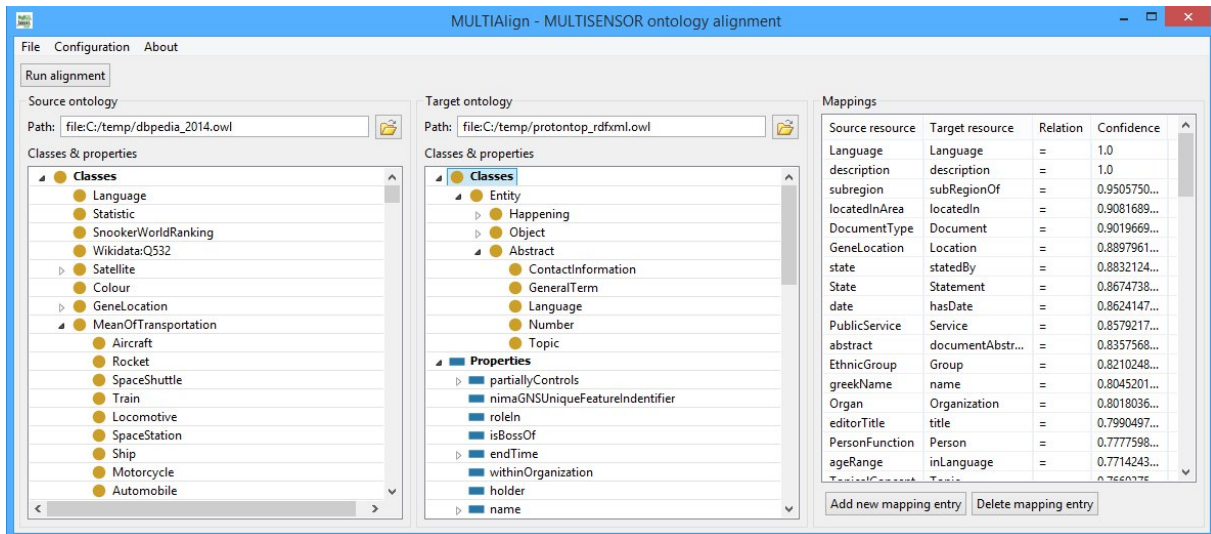 MULTIAlign - MULTISENSOR ontology alignment
File Configuration About
Run alignment
Source ontology
Path: file:C:/temp/dbpedia_2014.owl
Classes & properties
Classes
Language
Statistic
SnookerWorldRanking
Wikidata:Q532
Satellite
Colour
GeneLocation
MeanOfTransportation
Aircraft
Rocket
SpaceShuttle
Train
Locomotive
SpaceStation
Ship
Motorcycle
Automobile
Target ontology
Path: file:C:/temp/protontop_rdfxml.owl
Classes & properties
Classes
Entity
Happening
Object
Abstract
ContactInformation
GeneralTerm
Language
Number
Topic
Properties
partiallyControls
nimaGNSUniqueFeatureIndentifier
roleIn
isBossOf
endTime
withinOrganization
holder
name
Mappings
Source resource Target resource Relation Confidence
Language Language = 1.0
description description = 1.0
subregion subRegionOf = 0.9505750...
locatedInArea locatedIn = 0.9081689...
DocumentType Document = 0.9019669...
GeneLocation Location = 0.8897961...
state statedBy = 0.8832124...
State Statement = 0.8674738...
date hasDate = 0.8624147...
PublicService Service = 0.8579217...
abstract documentAbstr... = 0.8357568...
EthnicGroup Group = 0.8210248...
greekName name = 0.8045201...
Organ Organization = 0.8018036...
editorTitle title = 0.7990497...
PersonFunction Person = 0.7777598...
ageRange inLanguage = 0.7714243...
Add new mapping entry Delete mapping entry